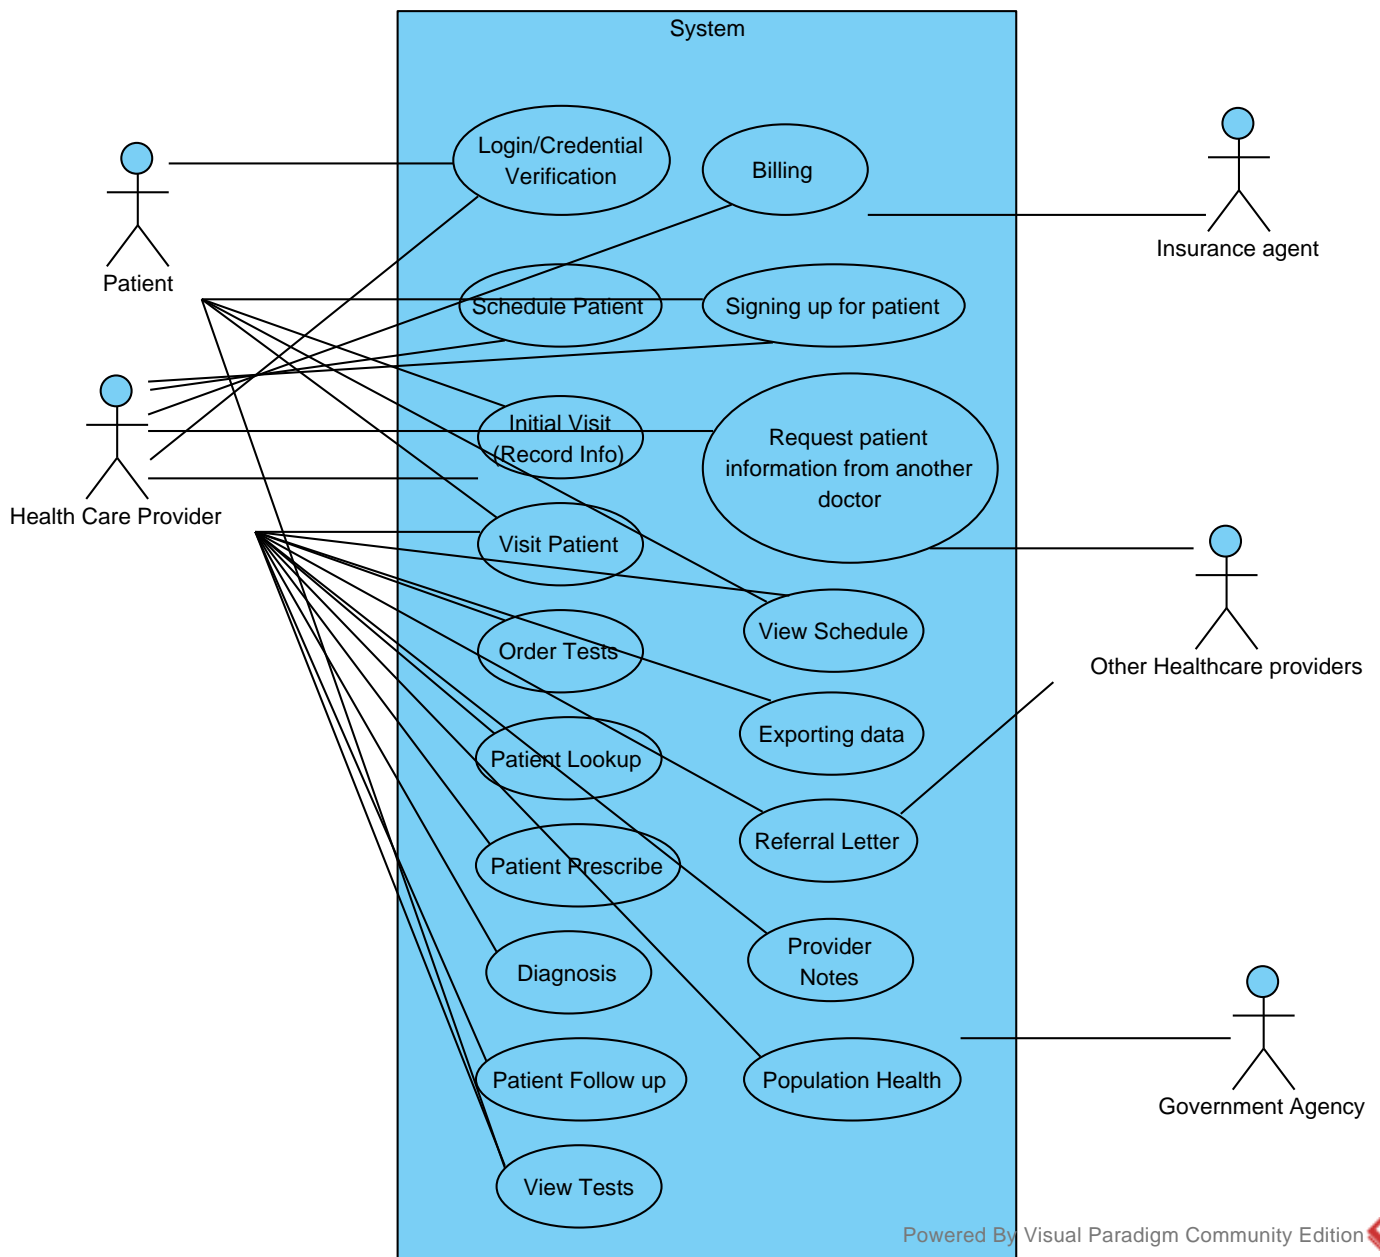 System
Login/Credential
Verification
Billing
Patient
Insurance agent
Schedule Patient
Signing up for patient
Initial Visit
(Record Info)
Request patient
information from another
doctor
Health Care Provider
Visit Patient
View Schedule
Order Tests
Other Healthcare providers
Exporting data
Patient Lookup
Referral Letter
Patient Prescribe
Provider
Notes
Diagnosis
Patient Follow up
Population Health
Government Agency
View Tests
Powered By Visual Paradigm Community Edition